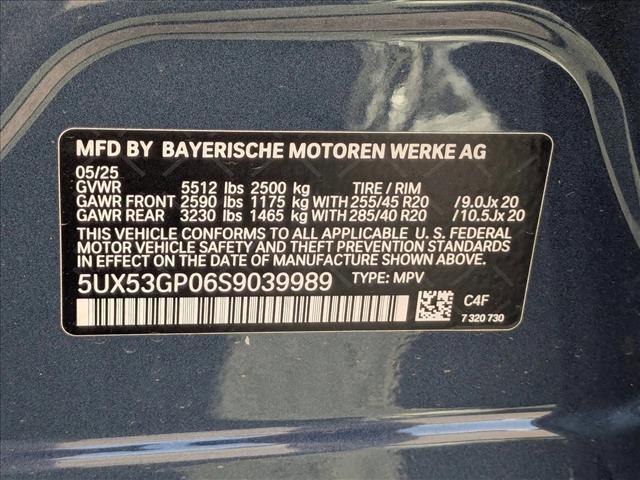 MFD BY BAYERISCHE MOTOREN WERKE AG
05/25
GVWR 5512 lbs 2500 kg TIRE / RIM
GAWR FRONT 2590 lbs 1175 kg WITH 255/45 R20 /9.0Jx 20
GAWR REAR 3230 lbs 1465 kg WITH 285/40 R20 /10.5Jx 20
THIS VEHICLE CONFORMS TO ALL APPLICABLE U. S. FEDERAL
MOTOR VEHICLE SAFETY AND THEFT PREVENTION STANDARDS
IN EFFECT ON THE DATE OF MANUFACTURE SHOWN ABOVE.
5UX53GP06S9039989 TYPE: MPV
C4F
7 320 730